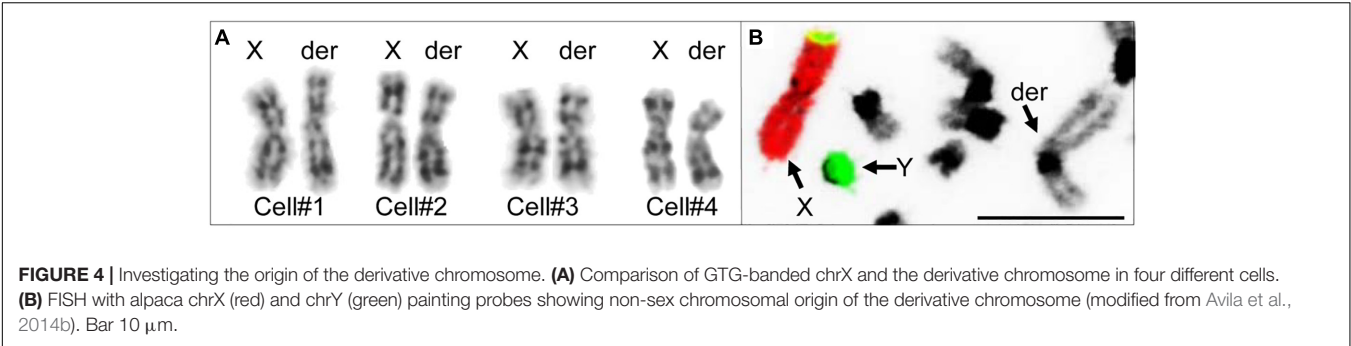 A X der X der X der X der
Cell#1 Cell#2 Cell#3 Cell#4
B der
Y
X
FIGURE 4 | Investigating the origin of the derivative chromosome. (A) Comparison of GTG-banded chrX and the derivative chromosome in four different cells.
(B) FISH with alpaca chrX (red) and chrY (green) painting probes showing non-sex chromosomal origin of the derivative chromosome (modified from Avila et al.,
2014b). Bar 10 μm.